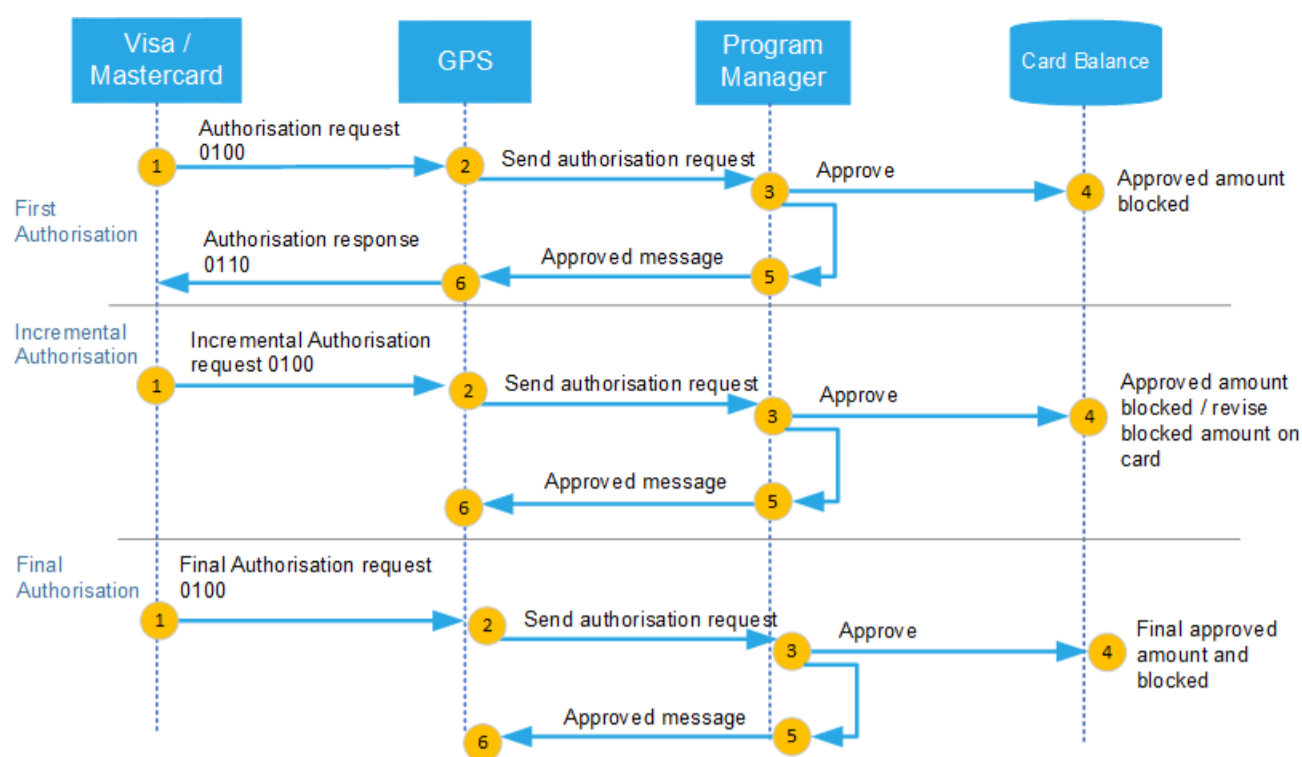 Visa /
Mastercard
GPS
Program
Manager
Card Balance
Authorisation request
0100
1
2
Send authorisation request
3
Approve
4
Approved amount
blocked
First
Authorisation
Authorisation response
0110
6
Approved message
5
Incremental
Authorisation
Incremental Authorisation
request 0100
1
2
Send authorisation request
3
Approve
4
Approved amount
blocked / revise
blocked amount on
card
Approved message
6
5
Final
Authorisation
Final Authorisation request
0100
1
2
Send authorisation request
3
Approve
4
Final approved
amount and
blocked
Approved message
6
5